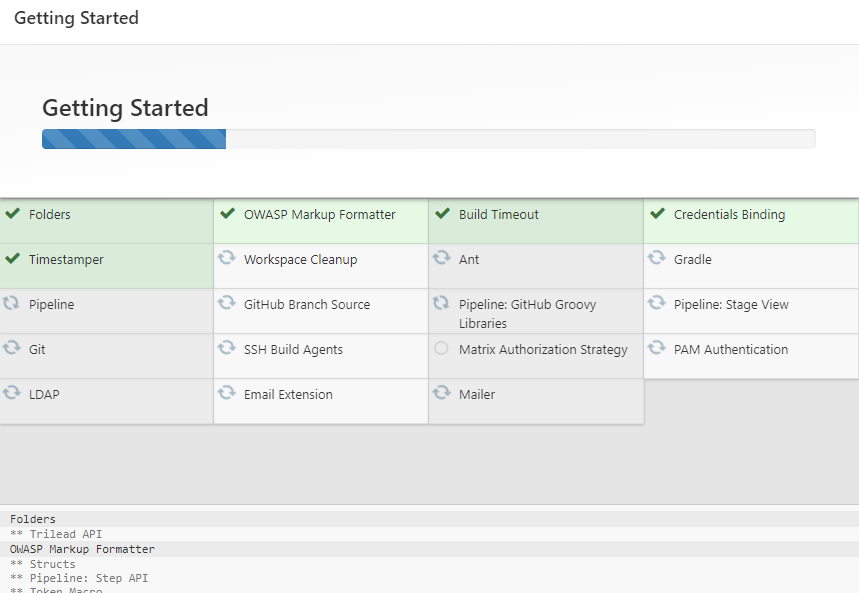 Getting Started
Getting Started
Folders
OWASP Markup Formatter
Build Timeout
Credentials Binding
Timestamper
Workspace Cleanup
Ant
Gradle
Pipeline
GitHub Branch Source
Pipeline: GitHub Groovy
Libraries
Pipeline: Stage View
Git
SSH Build Agents
Matrix Authorization Strategy
PAM Authentication
LDAP
Email Extension
Mailer
Folders
** Trilead API
OWASP Markup Formatter
** Structs
** Pipeline: Step API
** Token Macro